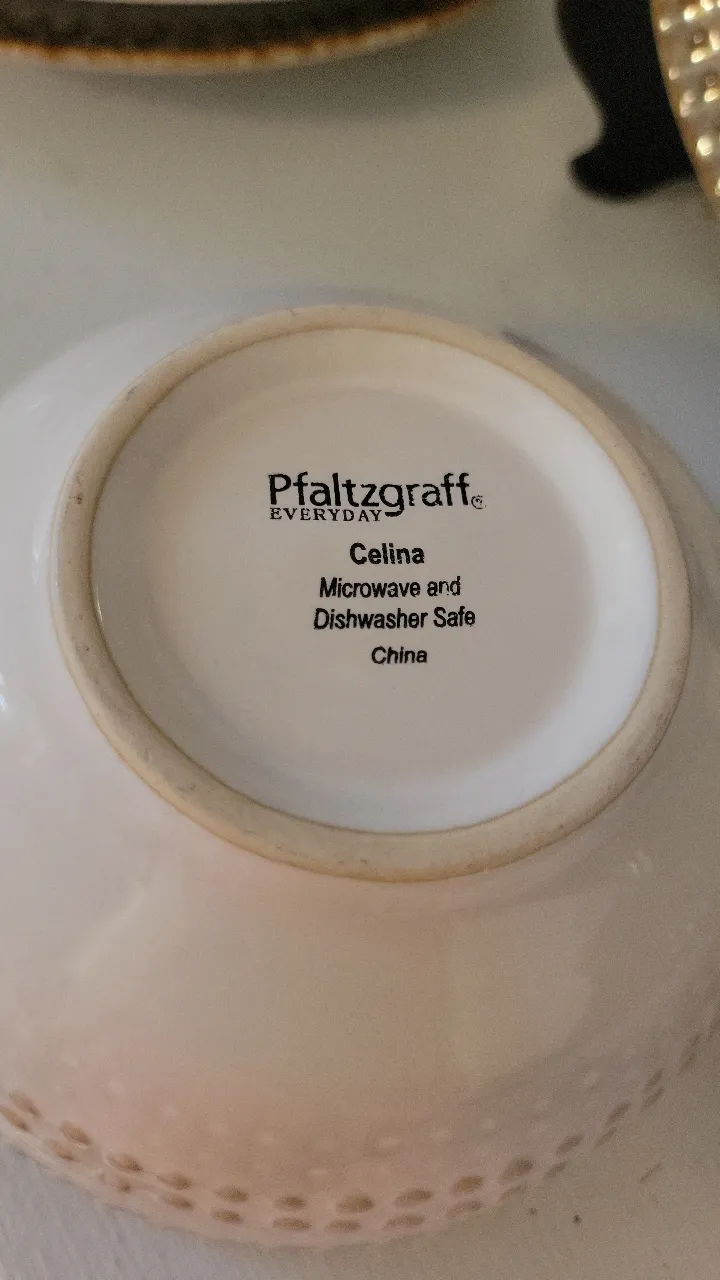 Pfaltzgraff®
EVERYDAY
Celina
Microwave and
Dishwasher Safe
China